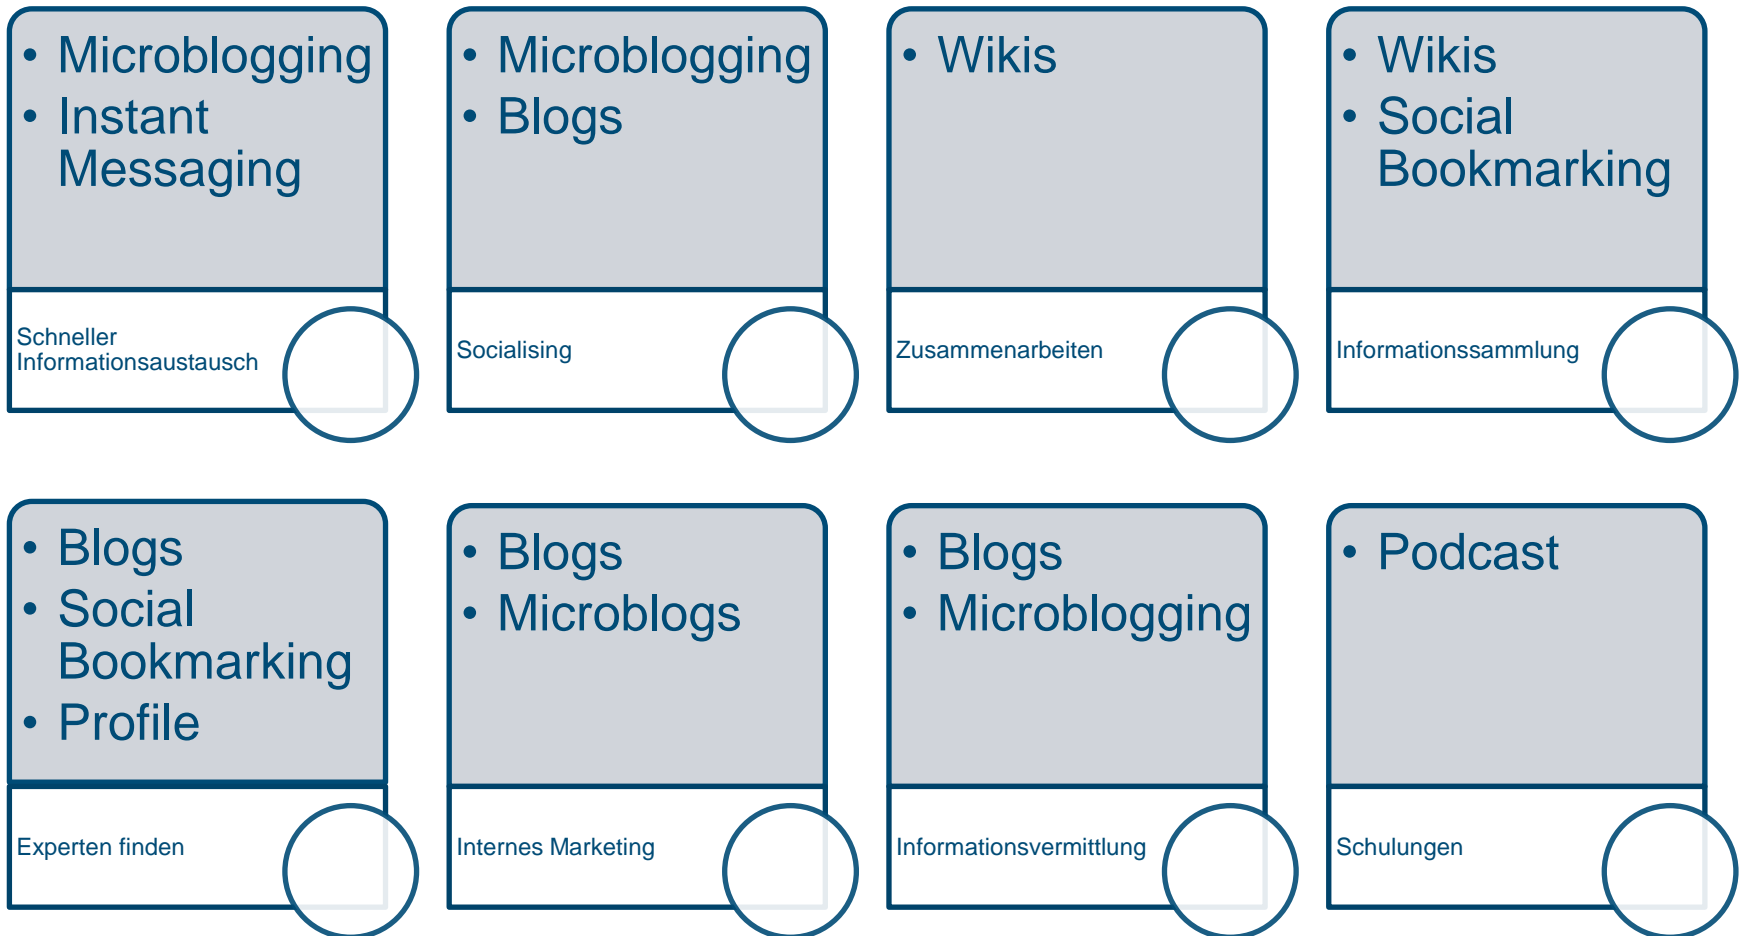 • Microblogging
• Instant
Messaging
Schneller
Informationsaustausch
• Microblogging
• Blogs
Socialising
• Wikis
Zusammenarbeiten
• Wikis
• Social
Bookmarking
Informationssammlung
• Blogs
• Social
Bookmarking
• Profile
Experten finden
• Blogs
• Microblogs
Internes Marketing
• Blogs
• Microblogging
Informationsvermittlung
• Podcast
Schulungen